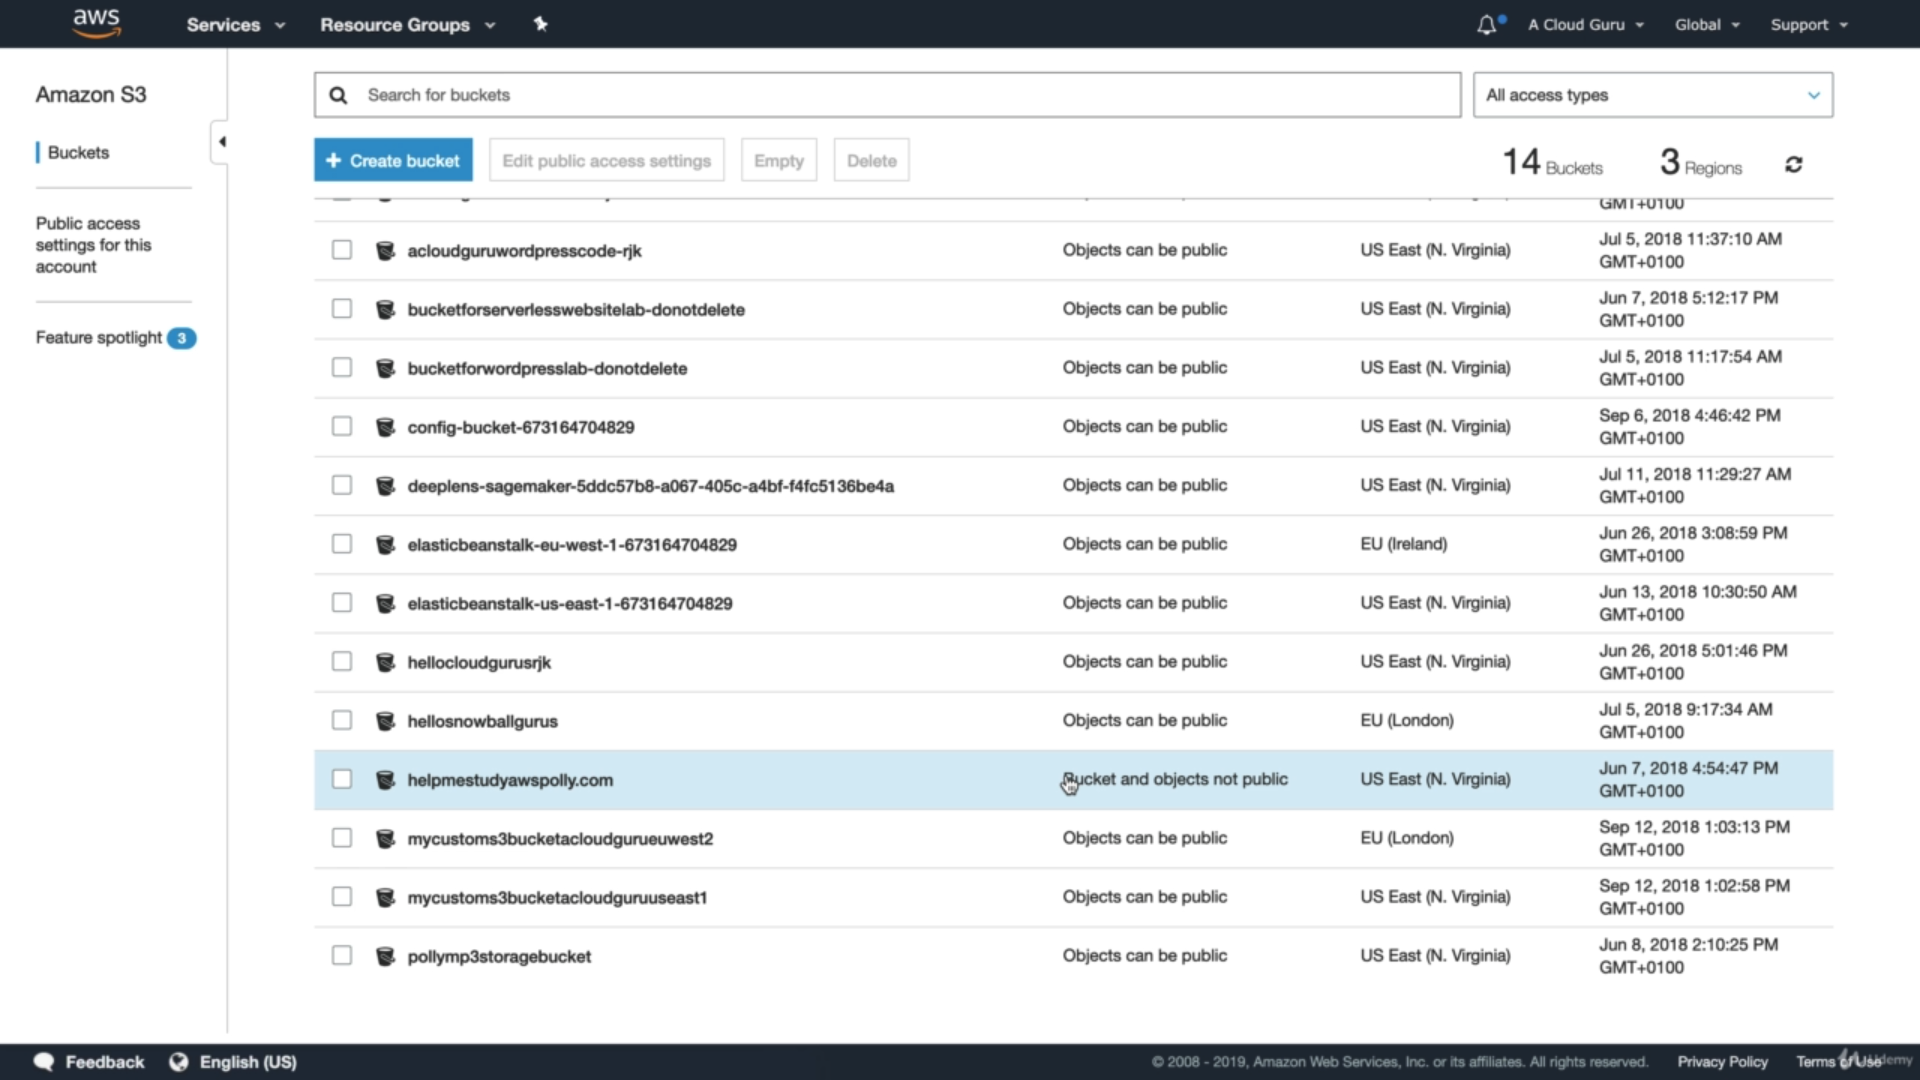 aws
Services
Resource Groups
A Cloud Guru
Global
Support
Amazon S3
Buckets
Public access
settings for this
account
Feature spotlight 3
Search for buckets
All access types
+ Create bucket
Edit public access settings
Empty
Delete
14 Buckets
3 Regions
GMT+0100
acloudguruwordpresscode-rjk Objects can be public US East (N. Virginia) Jul 5, 2018 11:37:10 AM
GMT+0100
bucketforserverlesswebsitelab-donotdelete Objects can be public US East (N. Virginia) Jun 7, 2018 5:12:17 PM
GMT+0100
bucketforwordpresslab-donotdelete Objects can be public US East (N. Virginia) Jul 5, 2018 11:17:54 AM
GMT+0100
config-bucket-673164704829 Objects can be public US East (N. Virginia) Sep 6, 2018 4:46:42 PM
GMT+0100
deeplens-sagemaker-5ddc57b8-a067-405c-a4bf-f4fc5136be4a Objects can be public US East (N. Virginia) Jul 11, 2018 11:29:27 AM
GMT+0100
elasticbeanstalk-eu-west-1-673164704829 Objects can be public EU (Ireland) Jun 26, 2018 3:08:59 PM
GMT+0100
elasticbeanstalk-us-east-1-673164704829 Objects can be public US East (N. Virginia) Jun 13, 2018 10:30:50 AM
GMT+0100
hellocloudgurusrjk Objects can be public US East (N. Virginia) Jun 26, 2018 5:01:46 PM
GMT+0100
hellosnowballgurus Objects can be public EU (London) Jul 5, 2018 9:17:34 AM
GMT+0100
helpmestudyawspolly.com Bucket and objects not public US East (N. Virginia) Jun 7, 2018 4:54:47 PM
GMT+0100
mycustoms3bucketacloudgurueuwest2 Objects can be public EU (London) Sep 12, 2018 1:03:13 PM
GMT+0100
mycustoms3bucketacloudguruuseast1 Objects can be public US East (N. Virginia) Sep 12, 2018 1:02:58 PM
GMT+0100
pollymp3storagebucket Objects can be public US East (N. Virginia) Jun 8, 2018 2:10:25 PM
GMT+0100
Feedback
English (US)
© 2008 - 2019, Amazon Web Services, Inc. or its affiliates. All rights reserved.
Privacy Policy
Terms of Use